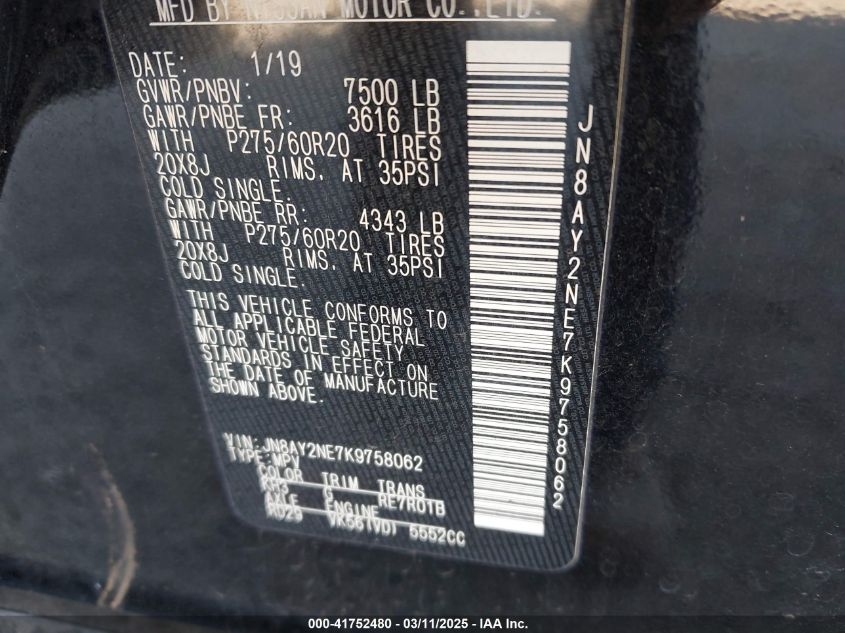 MFD BY NISSAN MOTOR CO.,LTD.
DATE: 1/19
GVWR/PNBV: 7500 LB
GAWR/PNBE FR: 3616 LB
WITH P275/60R20 TIRES
20X8J RIMS, AT 35PSI
COLD SINGLE.
GAWR/PNBE RR: 4343 LB
WITH P275/60R20 TIRES
20X8J RIMS, AT 35PSI
COLD SINGLE.
THIS VEHICLE CONFORMS TO
ALL APPLICABLE FEDERAL
MOTOR VEHICLE SAFETY
STANDARDS IN EFFECT ON
THE DATE OF MANUFACTURE
SHOWN ABOVE.
VIN: JN8AY2NE7K9758062
TYPE: MPV
COLOR TRIM TRANS
KH3 G RE7R01B
AXLE ENGINE
RD29 VK56(VD) 5552CC
JN8AY2NE7K9758062
000-41752480 - 03/11/2025 - IAA Inc.